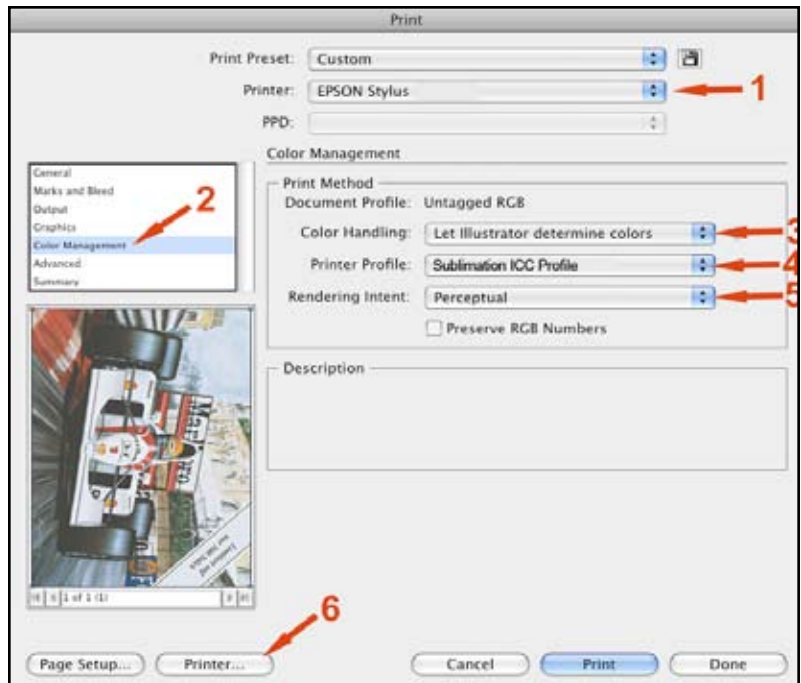 Print
Print Preset: Custom
Printer: EPSON Stylus
1
PPD:
Color Management
General
Marks and Bleed
Output
Graphics
Color Management
Advanced
Summary
2
Print Method
Document Profile: Untagged RGB
Color Handling: Let Illustrator determine colors
3
Printer Profile: Sublimation ICC Profile
4
Rendering Intent: Perceptual
5
Preserve RGB Numbers
Description
Marlboro
1 of 1 (1)
6
Page Setup...
Printer...
Cancel
Print
Done